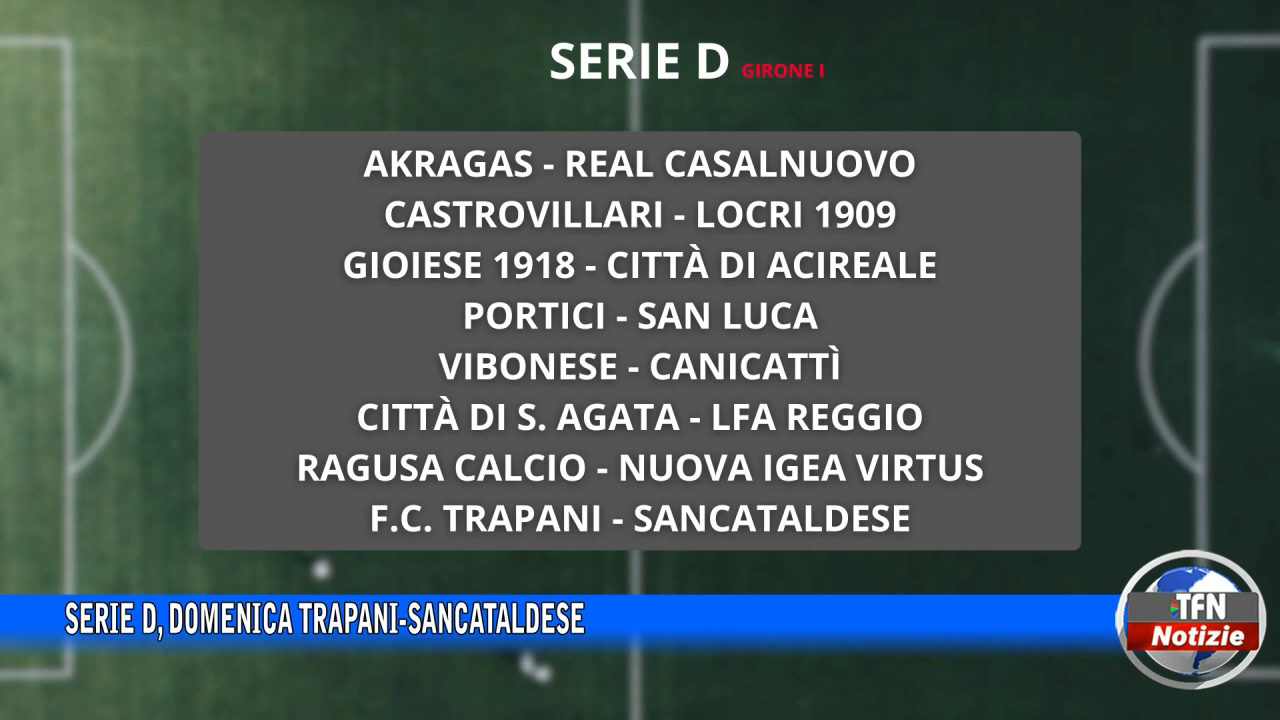 SERIE D GIRONE I
AKRAGAS - REAL CASALNUOVO
CASTROVILLARI - LOCRI 1909
GIOIESE 1918 - CITTÀ DI ACIREALE
PORTICI - SAN LUCA
VIBONESE - CANICATTÌ
CITTÀ DI S. AGATA - LFA REGGIO
RAGUSA CALCIO - NUOVA IGEA VIRTUS
F.C. TRAPANI - SANCATALDESE
SERIE D, DOMENICA TRAPANI-SANCATALDESE
TFN
Notizie